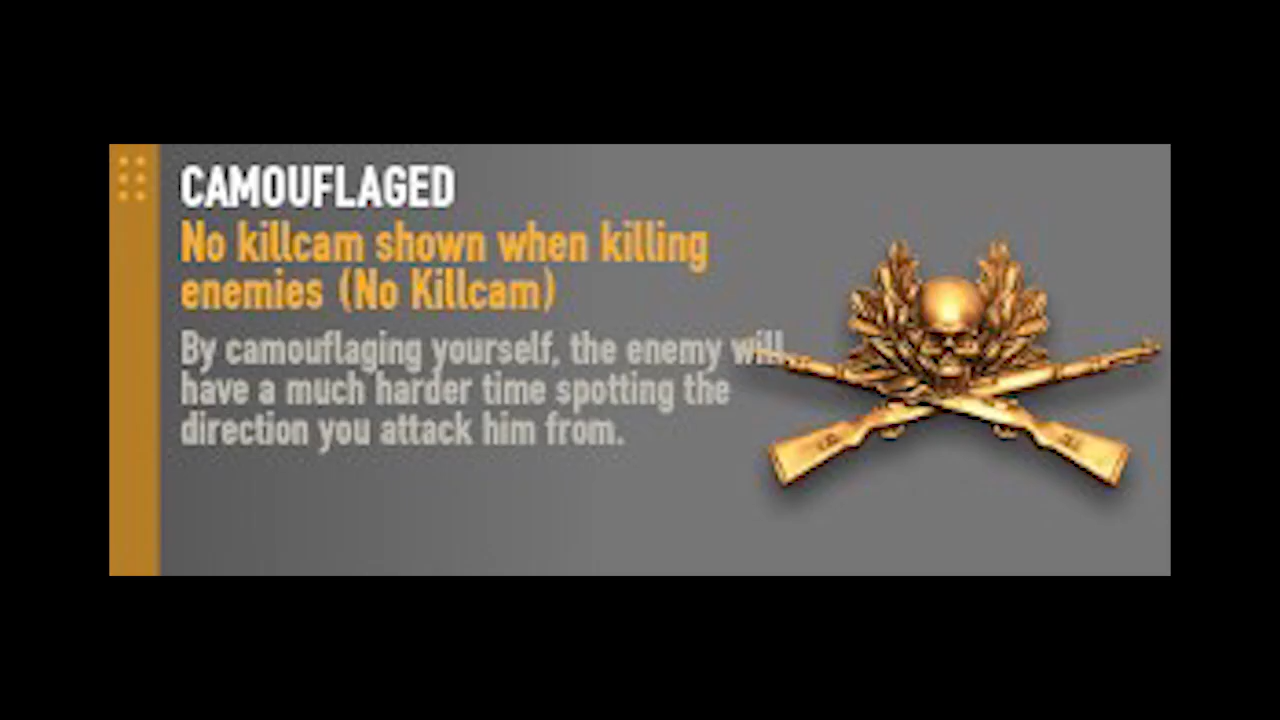 CAMOUFLAGED
No killcam shown when killing
enemies (No Killcam)
By camouflaging yourself, the enemy will
have a much harder time spotting the
direction you attack him from.